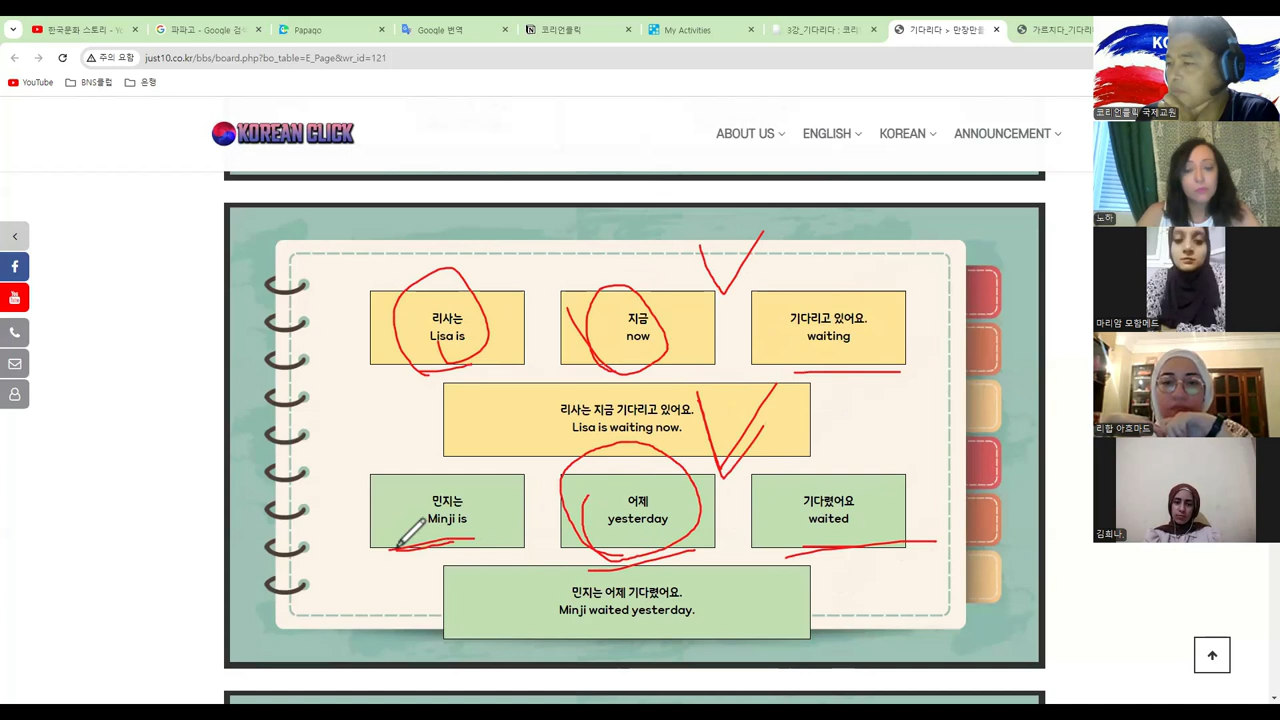 한국문화 스토리 - Yo
파파고 - Google 검색
Papago
Google 번역
코리안클릭
My Activities
3강_기다리다 : 코리
기다리다 > 만장만
가르치다_기다리
주의 요함
just10.co.kr/bbs/board.php?bo_table=E_Page&wr_id=121
YouTube
BNS클럽
은행
KOREAN CLICK
ABOUT US
ENGLISH
KOREAN
ANNOUNCEMENT
KO
코리안클릭 국제교원
노하
마리암 모함메드
리합 아흐마드
김희나,
리사는
Lisa is
지금
now
기다리고 있어요.
waiting
리사는 지금 기다리고 있어요.
Lisa is waiting now.
민지는
Minji is
어제
yesterday
기다렸어요
waited
민지는 어제 기다렸어요.
Minji waited yesterday.